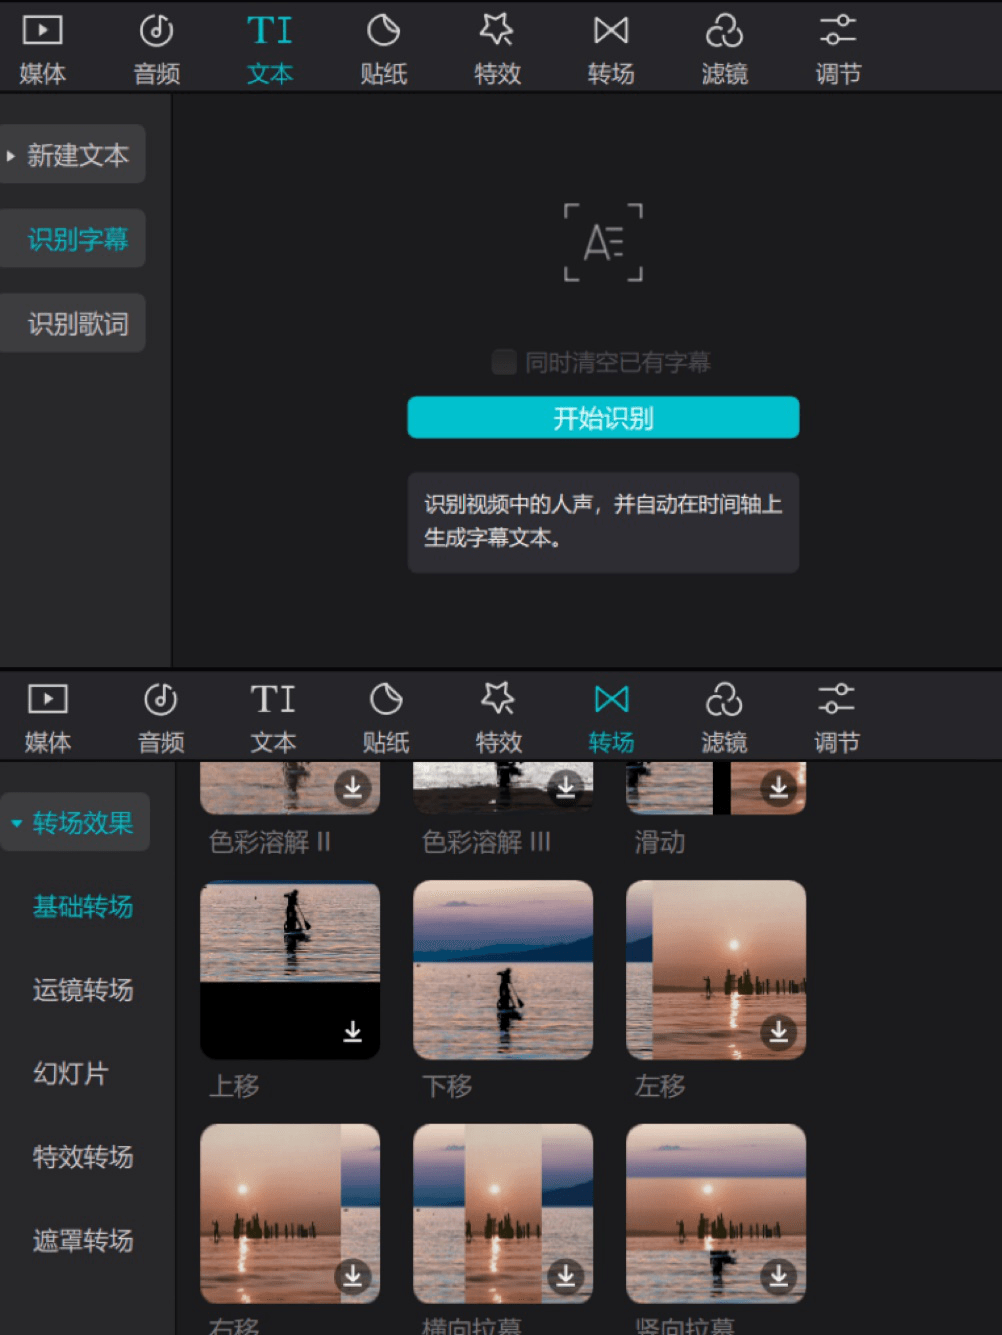 媒体 音频 文本 贴纸 特效 转场 滤镜 调节
新建文本
识别字幕
识别歌词
同时清空已有字幕
开始识别
识别视频中的人声，并自动在时间轴上
生成字幕文本。
媒体 音频 文本 贴纸 特效 转场 滤镜 调节
转场效果
基础转场
运镜转场
幻灯片
特效转场
遮罩转场
色彩溶解 II 色彩溶解 III 滑动
上移 下移 左移
右移 横向拉幕 竖向拉幕